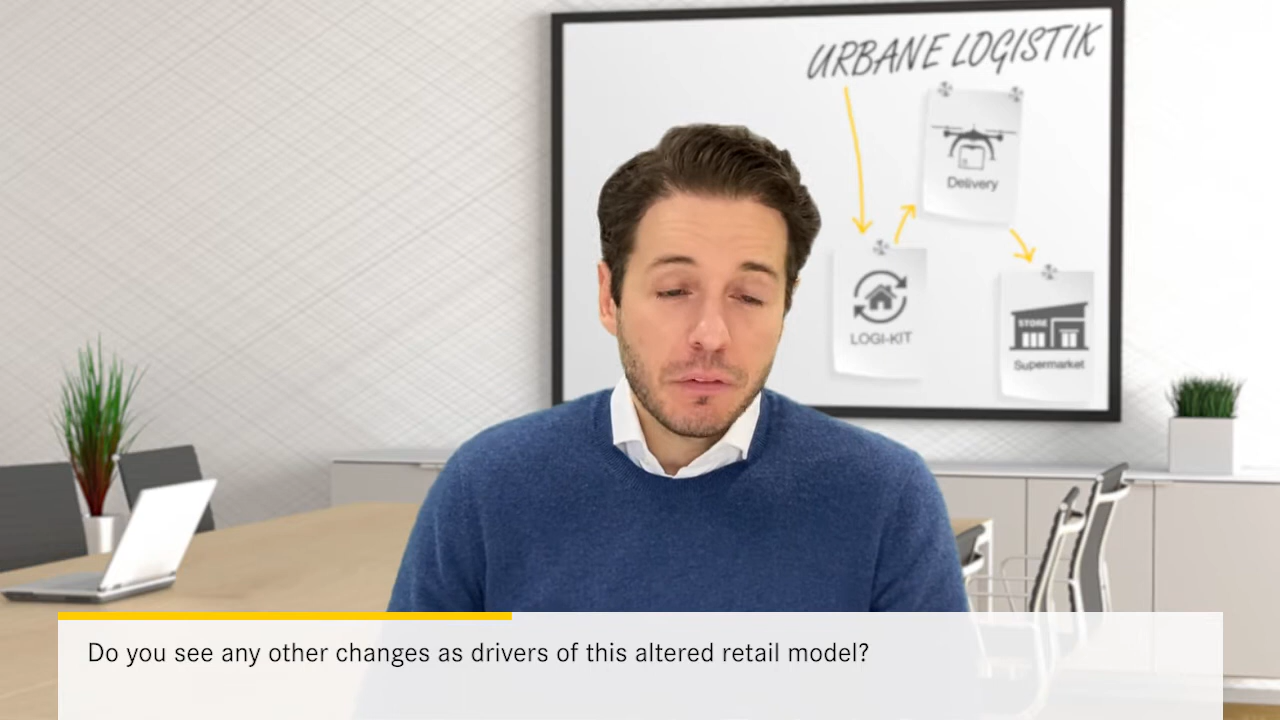 URBANE LOGISTIK
Delivery
LOGI-KIT
STORE
Supermarket
Do you see any other changes as drivers of this altered retail model?